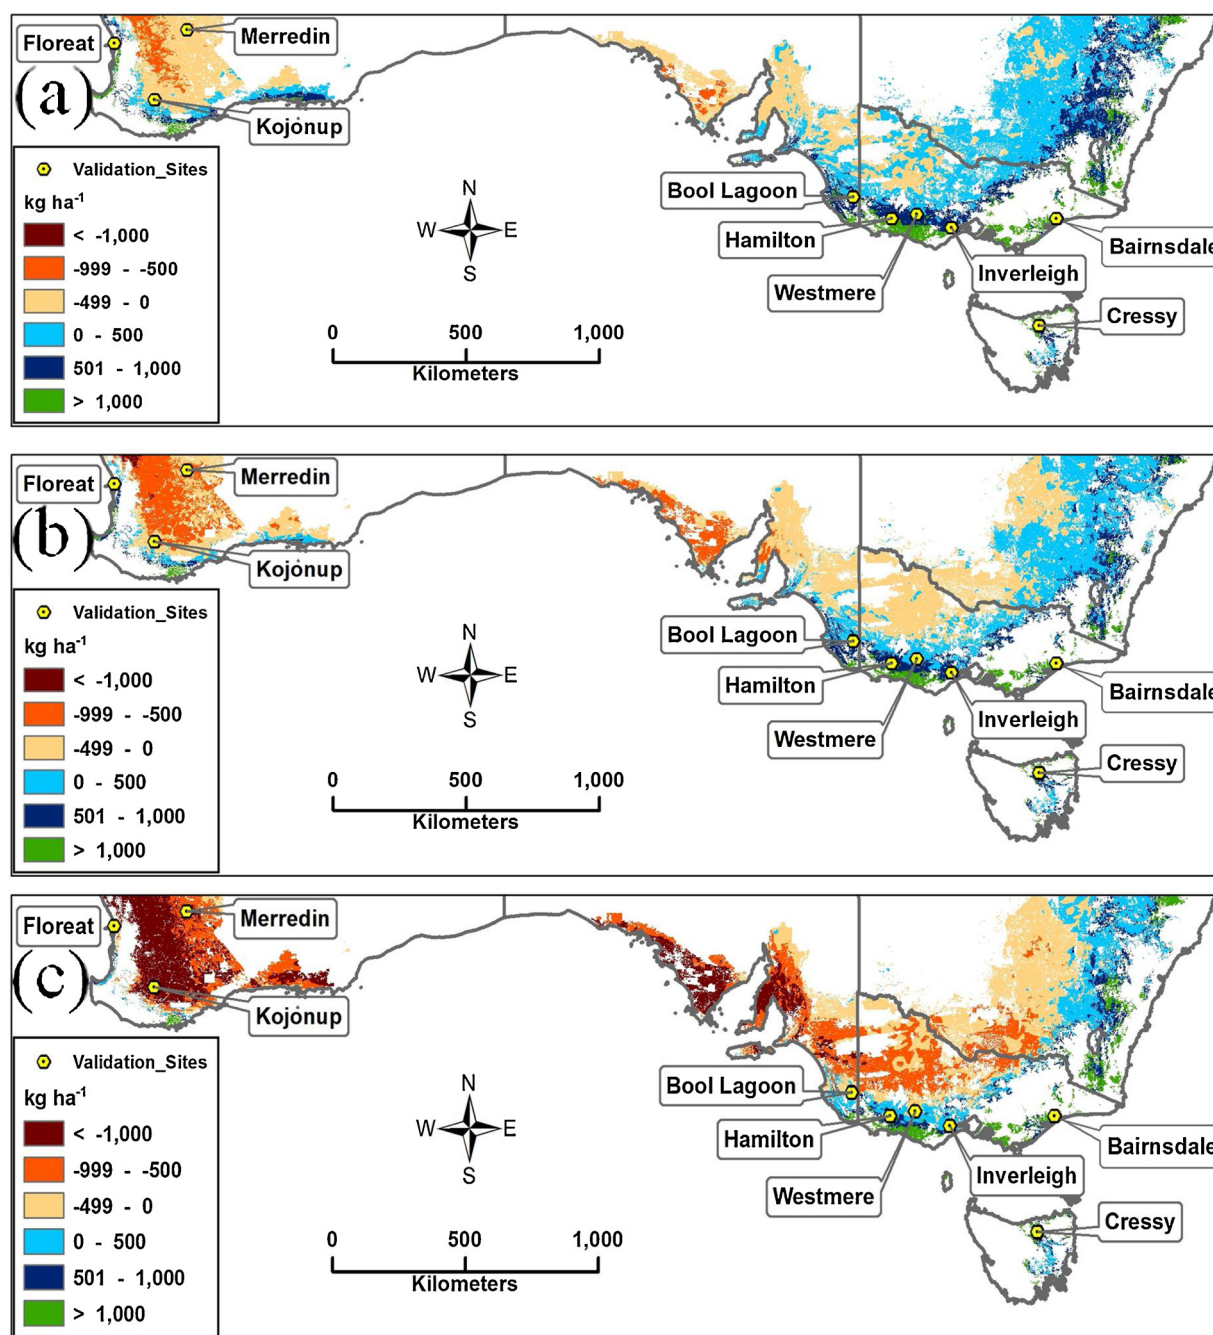 Floreat
Merredin
(a)
Kojonup
Validation_Sites
kg ha-1
< -1,000
-999 - -500
-499 - 0
0 - 500
501 - 1,000
> 1,000
N
W E
S
0 500 1,000
Kilometers
Bool Lagoon
Hamilton
Westmere
Inverleigh
Bairnsdale
Cressy
Floreat
Merredin
(b)
Kojonup
Validation_Sites
kg ha-1
< -1,000
-999 - -500
-499 - 0
0 - 500
501 - 1,000
> 1,000
N
W E
S
0 500 1,000
Kilometers
Bool Lagoon
Hamilton
Westmere
Inverleigh
Bairnsdale
Cressy
Floreat
Merredin
(c)
Kojonup
Validation_Sites
kg ha-1
< -1,000
-999 - -500
-499 - 0
0 - 500
501 - 1,000
> 1,000
N
W E
S
0 500 1,000
Kilometers
Bool Lagoon
Hamilton
Westmere
Inverleigh
Bairnsdale
Cressy